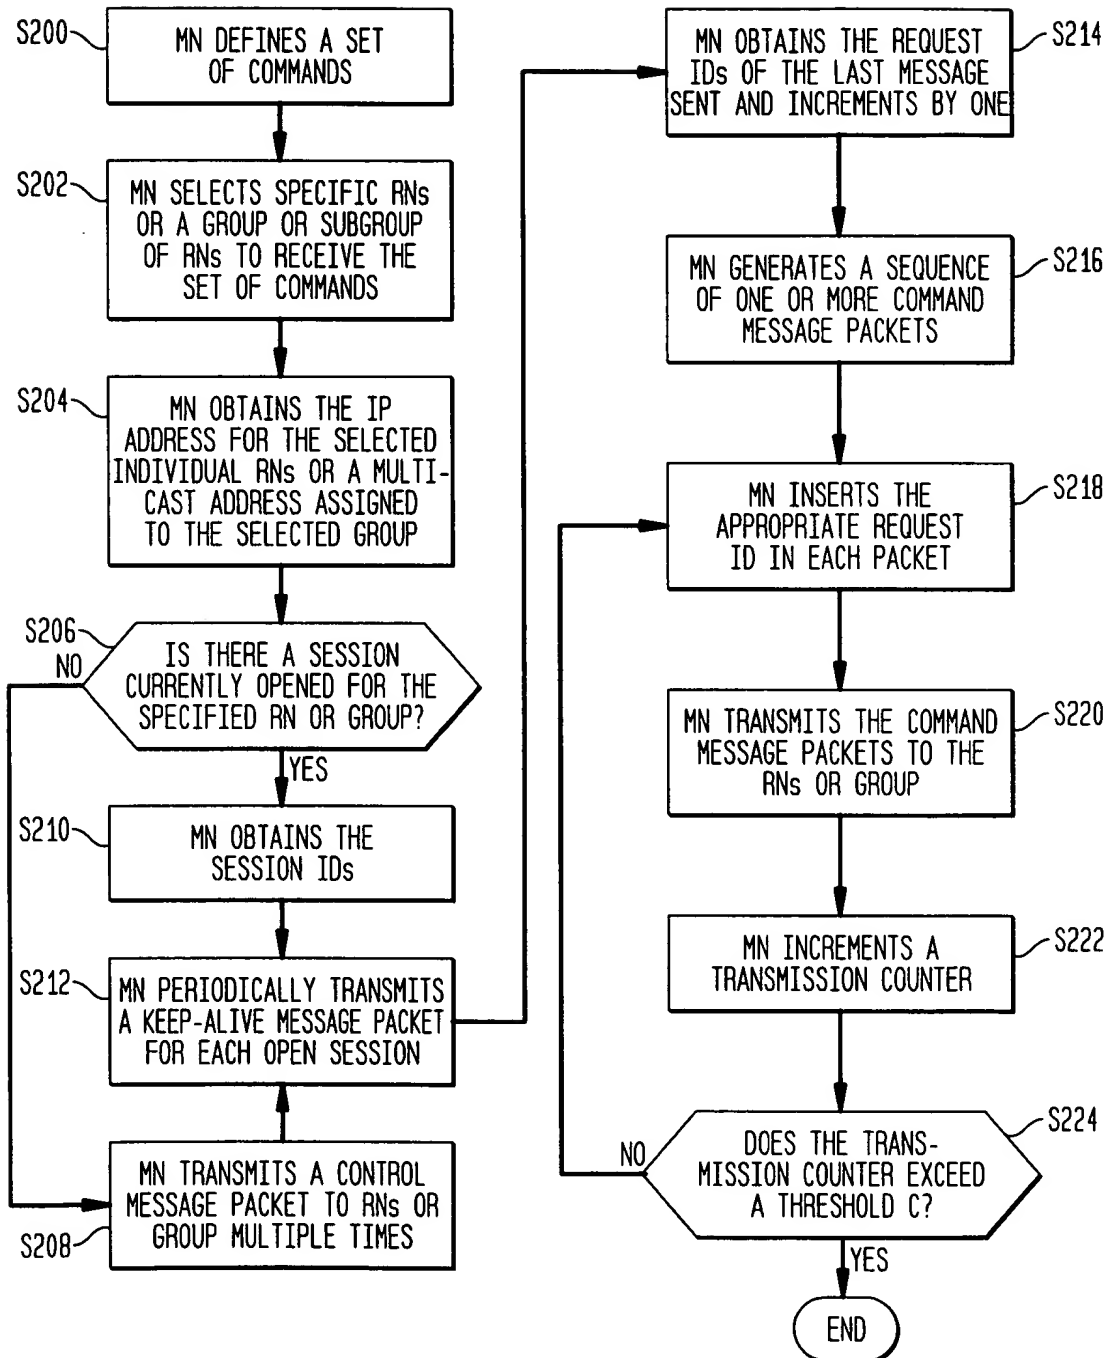 S200
MN DEFINES A SET
OF COMMANDS
S202
MN SELECTS SPECIFIC RNs
OR A GROUP OR SUBGROUP
OF RNs TO RECEIVE THE
SET OF COMMANDS
S204
MN OBTAINS THE IP
ADDRESS FOR THE SELECTED
INDIVIDUAL RNs OR A MULTI-
CAST ADDRESS ASSIGNED
TO THE SELECTED GROUP
S206
NO
IS THERE A SESSION
CURRENTLY OPENED FOR THE
SPECIFIED RN OR GROUP?
YES
S210
MN OBTAINS THE
SESSION IDs
S212
MN PERIODICALLY TRANSMITS
A KEEP-ALIVE MESSAGE PACKET
FOR EACH OPEN SESSION
MN TRANSMITS A CONTROL
MESSAGE PACKET TO RNs OR
GROUP MULTIPLE TIMES
S208
MN OBTAINS THE REQUEST
IDs OF THE LAST MESSAGE
SENT AND INCREMENTS BY ONE
S214
MN GENERATES A SEQUENCE
OF ONE OR MORE COMMAND
MESSAGE PACKETS
S216
MN INSERTS THE
APPROPRIATE REQUEST
ID IN EACH PACKET
S218
MN TRANSMITS THE COMMAND
MESSAGE PACKETS TO THE
RNs OR GROUP
S220
MN INCREMENTS A
TRANSMISSION COUNTER
S222
DOES THE TRANS-
MISSION COUNTER EXCEED
A THRESHOLD C?
S224
NO
YES
END